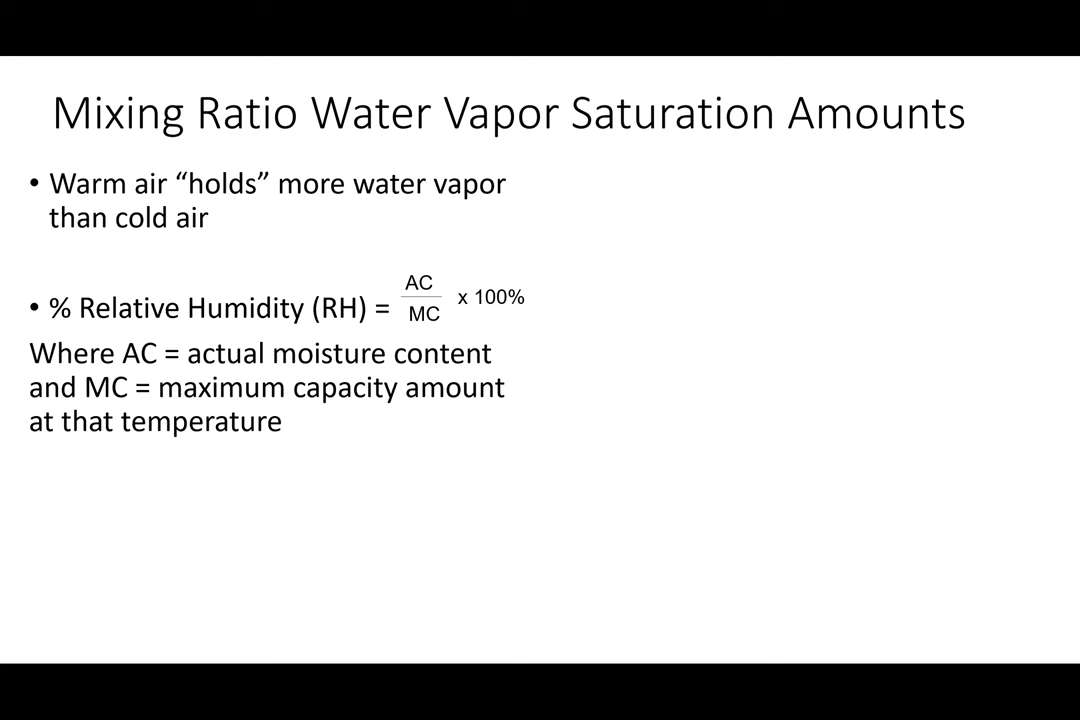 Mixing Ratio Water Vapor Saturation Amounts
• Warm air “holds” more water vapor
than cold air
• % Relative Humidity (RH) = AC / MC x 100%
Where AC = actual moisture content
and MC = maximum capacity amount
at that temperature